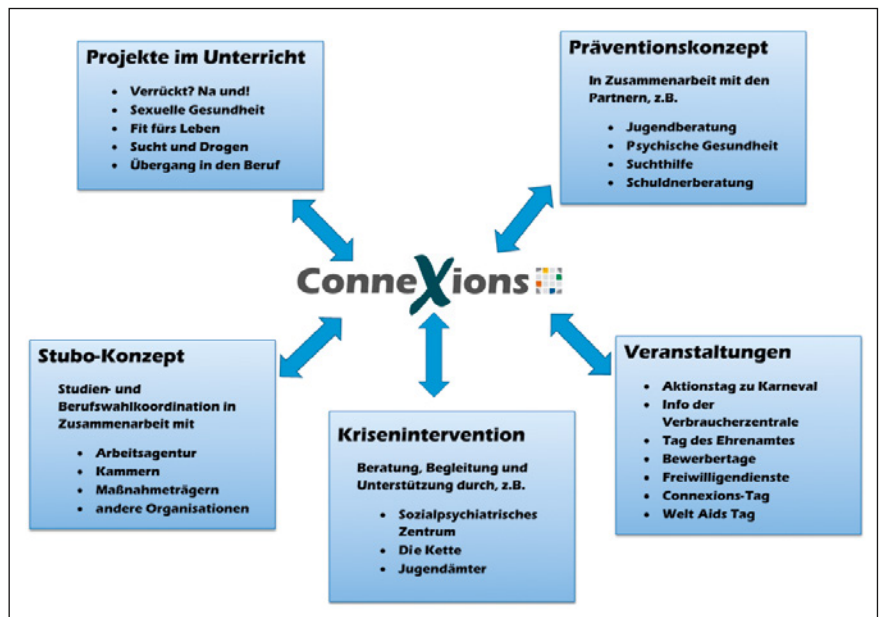 Projekte im Unterricht
• Verrückt? Na und!
• Sexuelle Gesundheit
• Fit fürs Leben
• Sucht und Drogen
• Übergang in den Beruf
Präventionskonzept
In Zusammenarbeit mit den
Partnern, z.B.
• Jugendberatung
• Psychische Gesundheit
• Suchthilfe
• Schuldnerberatung
ConneXions
Stubo-Konzept
Studien- und
Berufswahlkoordination in
Zusammenarbeit mit
• Arbeitsagentur
• Kammern
• Maßnahmeträgern
• andere Organisationen
Krisenintervention
Beratung, Begleitung und
Unterstützung durch, z.B.
• Sozialpsychiatrisches
Zentrum
• Die Kette
• Jugendämter
Veranstaltungen
• Aktionstag zu Karneval
• Info der
Verbraucherzentrale
• Tag des Ehrenamtes
• Bewerbertage
• Freiwilligendienste
• Connexions-Tag
• Welt Aids Tag